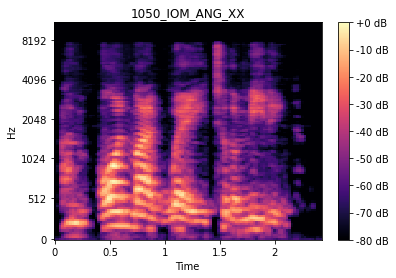 1050_IOM_ANG_XX
+0 dB
8192
-10 dB
4096
-20 dB
-30 dB
2048
Hz
-40 dB
1024
-50 dB
512
-60 dB
-70 dB
0
-80 dB
0 0.5 1 1.5 2
Time